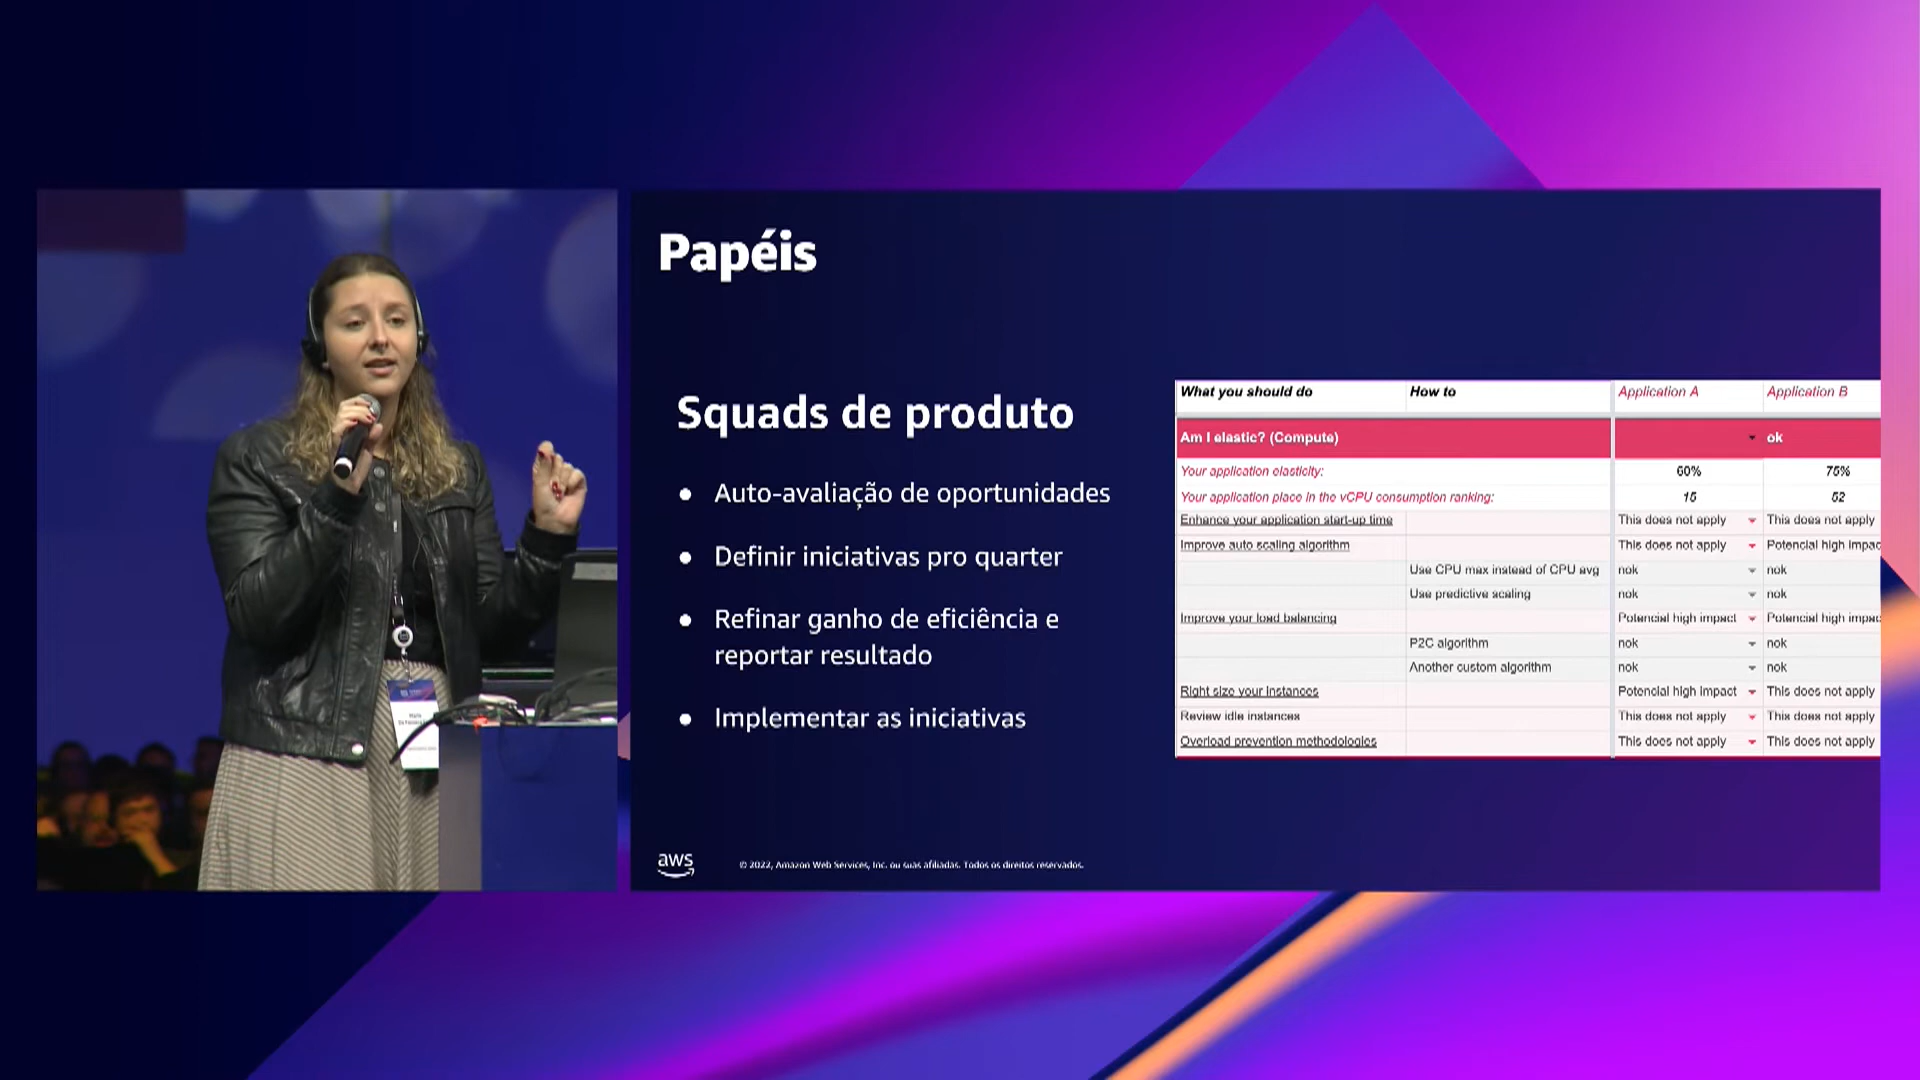 Papéis
Squads de produto
● Auto-avaliação de oportunidades
● Definir iniciativas pro quarter
● Refinar ganho de eficiência e
reportar resultado
● Implementar as iniciativas
What you should do How to Application A Application B
Am I elastic? (Compute) ok
Your application elasticity: 60% 75%
Your application place in the vCPU consumption ranking: 15 52
Enhance your application start-up time This does not apply This does not apply
Improve auto scaling algorithm This does not apply Potencial high impac
Use CPU max instead of CPU avg nok nok
Use predictive scaling nok nok
Improve your load balancing Potencial high impact Potencial high impac
P2C algorithm nok nok
Another custom algorithm nok nok
Right size your instances Potencial high impact This does not apply
Review idle instances This does not apply This does not apply
Overload prevention methodologies This does not apply This does not apply
aws
© 2022, Amazon Web Services, Inc. ou suas afiliadas. Todos os direitos reservados.